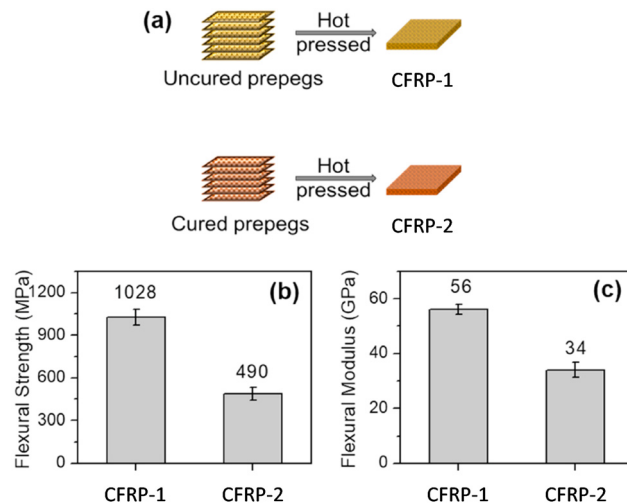 (a)
Hot
pressed
Uncured prepegs
CFRP-1
Hot
pressed
Cured prepegs
CFRP-2
Flexural Strength (MPa)
1200
900
600
300
0
1028
490
(b)
CFRP-1
CFRP-2
Flexural Modulus (GPa)
60
40
20
0
56
34
(c)
CFRP-1
CFRP-2